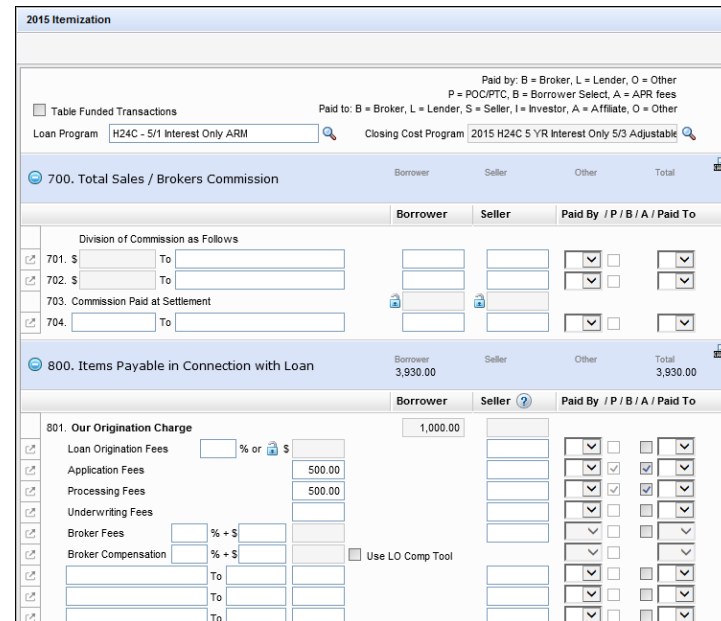 2015 Itemization
Paid by: B = Broker, L = Lender, O = Other
P = POC/PTC, B = Borrower Select, A = APR fees
Table Funded Transactions Paid to: B = Broker, L = Lender, S = Seller, I = Investor, A = Affiliate, O = Other
Loan Program H24C - 5/1 Interest Only ARM Closing Cost Program 2015 H24C 5 YR Interest Only 5/3 Adjustable
700. Total Sales / Brokers Commission Borrower Seller Other Total
Borrower Seller Paid By / P / B / A / Paid To
Division of Commission as Follows
701. $ To
702. $ To
703. Commission Paid at Settlement
704. To
800. Items Payable in Connection with Loan Borrower Seller Other Total
3,930.00 3,930.00
Borrower Seller ? Paid By / P / B / A / Paid To
801. Our Origination Charge 1,000.00
Loan Origination Fees % or $
Application Fees 500.00
Processing Fees 500.00
Underwriting Fees
Broker Fees % + $
Broker Compensation % + $ Use LO Comp Tool
To
To
To